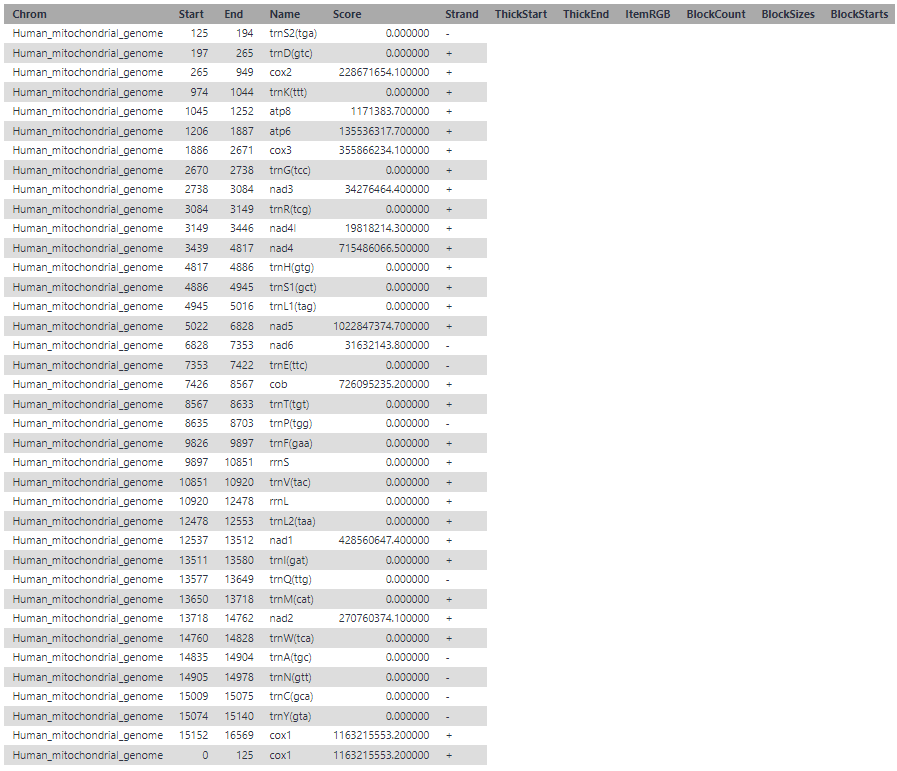 Chrom Start End Name Score Strand ThickStart ThickEnd ItemRGB BlockCount BlockSizes BlockStarts
Human_mitochondrial_genome 125 194 trnS2(tga) 0.000000 -
Human_mitochondrial_genome 197 265 trnD(gtc) 0.000000 +
Human_mitochondrial_genome 265 949 cox2 228671654.100000 +
Human_mitochondrial_genome 974 1044 trnK(ttt) 0.000000 +
Human_mitochondrial_genome 1045 1252 atp8 1171383.700000 +
Human_mitochondrial_genome 1206 1887 atp6 135536317.700000 +
Human_mitochondrial_genome 1886 2671 cox3 355866234.100000 +
Human_mitochondrial_genome 2670 2738 trnG(tcc) 0.000000 +
Human_mitochondrial_genome 2738 3084 nad3 34276464.400000 +
Human_mitochondrial_genome 3084 3149 trnR(tcg) 0.000000 +
Human_mitochondrial_genome 3149 3446 nad4l 19818214.300000 +
Human_mitochondrial_genome 3439 4817 nad4 715486066.500000 +
Human_mitochondrial_genome 4817 4886 trnH(gtg) 0.000000 +
Human_mitochondrial_genome 4886 4945 trnS1(gct) 0.000000 +
Human_mitochondrial_genome 4945 5016 trnL1(tag) 0.000000 +
Human_mitochondrial_genome 5022 6828 nad5 1022847374.700000 +
Human_mitochondrial_genome 6828 7353 nad6 31632143.800000 -
Human_mitochondrial_genome 7353 7422 trnE(ttc) 0.000000 -
Human_mitochondrial_genome 7426 8567 cob 726095235.200000 +
Human_mitochondrial_genome 8567 8633 trnT(tgt) 0.000000 +
Human_mitochondrial_genome 8635 8703 trnP(tgg) 0.000000 -
Human_mitochondrial_genome 9826 9897 trnF(gaa) 0.000000 +
Human_mitochondrial_genome 9897 10851 rrnS 0.000000 +
Human_mitochondrial_genome 10851 10920 trnV(tac) 0.000000 +
Human_mitochondrial_genome 10920 12478 rrnL 0.000000 +
Human_mitochondrial_genome 12478 12553 trnL2(taa) 0.000000 +
Human_mitochondrial_genome 12537 13512 nad1 428560647.400000 +
Human_mitochondrial_genome 13511 13580 trnI(gat) 0.000000 +
Human_mitochondrial_genome 13577 13649 trnQ(ttg) 0.000000 -
Human_mitochondrial_genome 13650 13718 trnM(cat) 0.000000 +
Human_mitochondrial_genome 13718 14762 nad2 270760374.100000 +
Human_mitochondrial_genome 14760 14828 trnW(tca) 0.000000 +
Human_mitochondrial_genome 14835 14904 trnA(tgc) 0.000000 -
Human_mitochondrial_genome 14905 14978 trnN(gtt) 0.000000 -
Human_mitochondrial_genome 15009 15075 trnC(gca) 0.000000 -
Human_mitochondrial_genome 15074 15140 trnY(gta) 0.000000 -
Human_mitochondrial_genome 15152 16569 cox1 1163215553.200000 +
Human_mitochondrial_genome 0 125 cox1 1163215553.200000 +